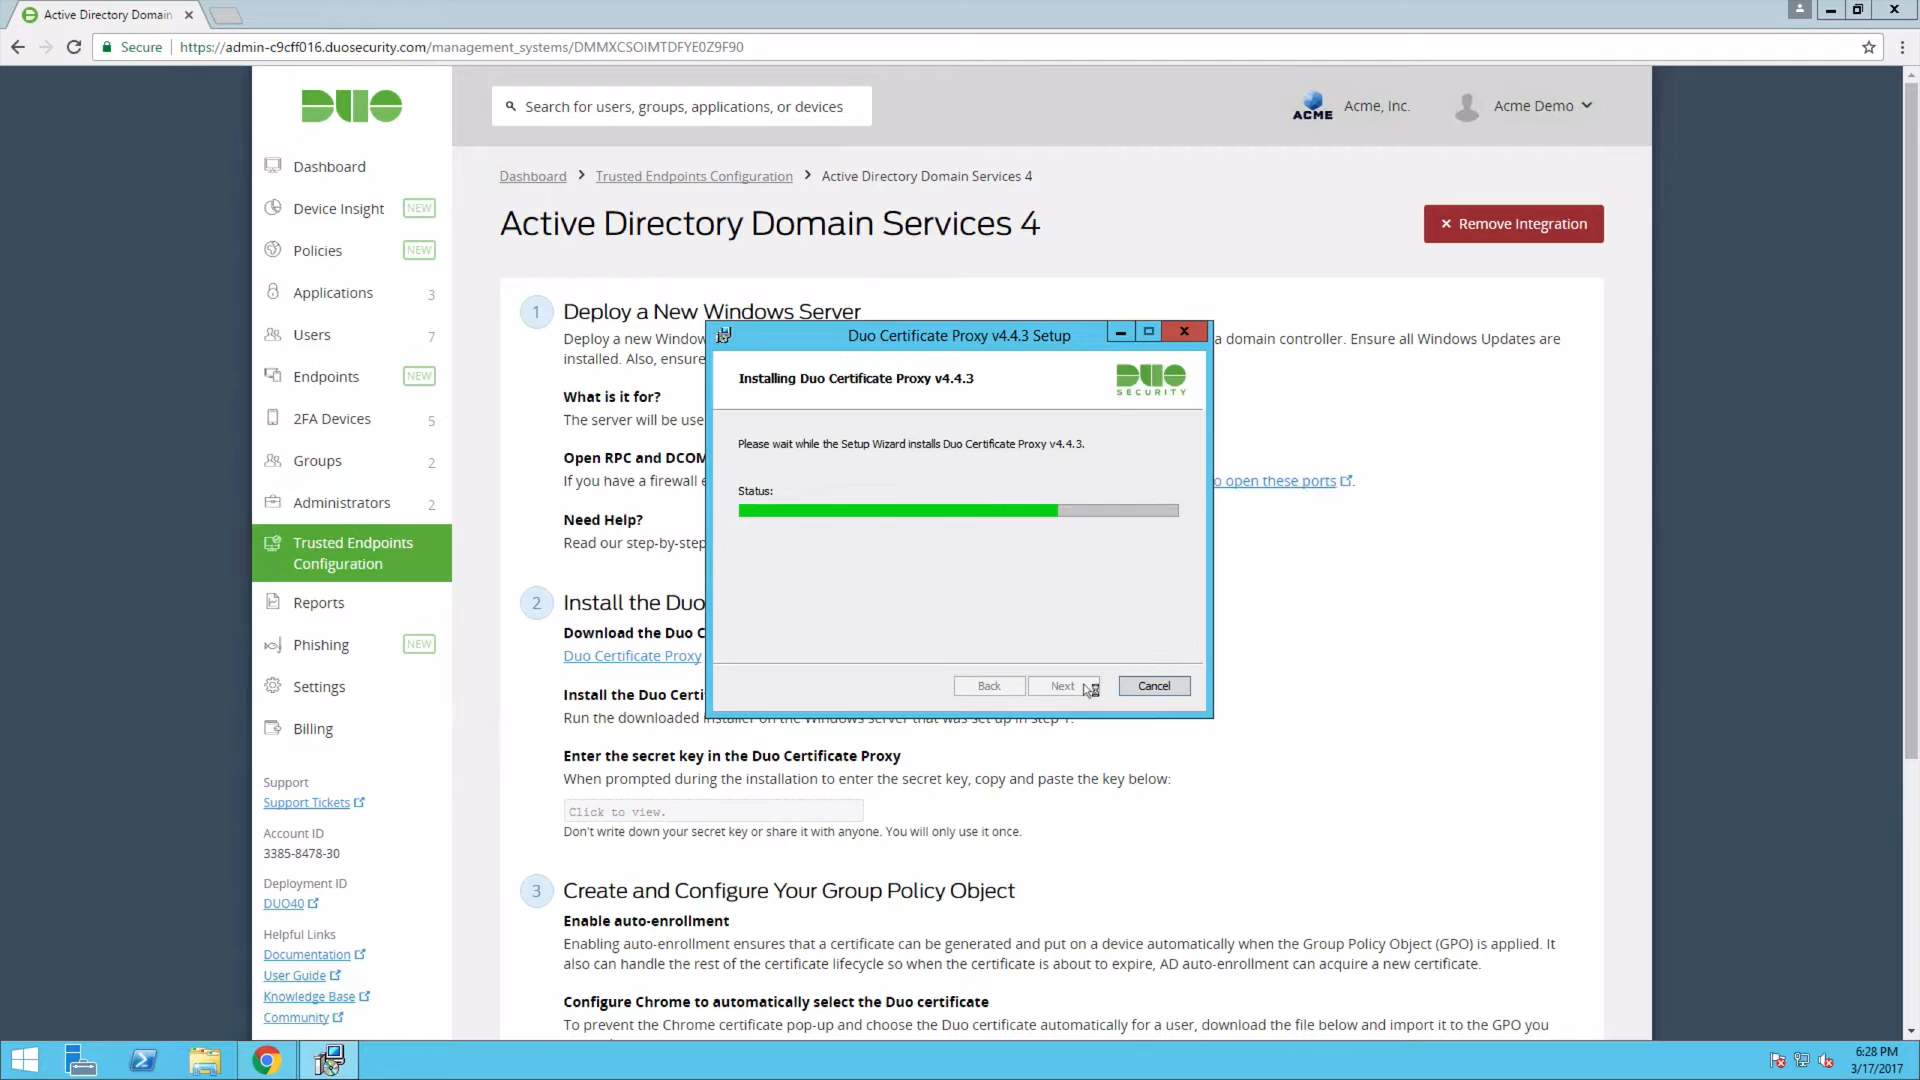 Active Directory Domain
Secure
https://admin-c9cff016.duosecurity.com/management_systems/DMMXCSOIMTDFYE0Z9F90
DUO
Search for users, groups, applications, or devices
ACME
Acme, Inc.
Acme Demo
Dashboard
Device Insight NEW
Policies NEW
Applications 3
Users 7
Endpoints NEW
2FA Devices 5
Groups 2
Administrators 2
Trusted Endpoints
Configuration
Reports
Phishing NEW
Settings
Billing
Support
Support Tickets
Account ID
3385-8478-30
Deployment ID
DUO40
Helpful Links
Documentation
User Guide
Knowledge Base
Community
Dashboard > Trusted Endpoints Configuration > Active Directory Domain Services 4
Active Directory Domain Services 4
Remove Integration
1 Deploy a New Windows Server
Deploy a new Window
a domain controller. Ensure all Windows Updates are
installed. Also, ensure
What is it for?
The server will be use
Open RPC and DCOM
If you have a firewall
o open these ports.
Need Help?
Read our step-by-step
2 Install the Duo
Download the Duo C
Duo Certificate Proxy
Install the Duo Certi
Run the downloaded installer on the Windows server that was set up in step 1.
Enter the secret key in the Duo Certificate Proxy
When prompted during the installation to enter the secret key, copy and paste the key below:
Click to view.
Don't write down your secret key or share it with anyone. You will only use it once.
3 Create and Configure Your Group Policy Object
Enable auto-enrollment
Enabling auto-enrollment ensures that a certificate can be generated and put on a device automatically when the Group Policy Object (GPO) is applied. It
also can handle the rest of the certificate lifecycle so when the certificate is about to expire, AD auto-enrollment can acquire a new certificate.
Configure Chrome to automatically select the Duo certificate
To prevent the Chrome certificate pop-up and choose the Duo certificate automatically for a user, download the file below and import it to the GPO you
Duo Certificate Proxy v4.4.3 Setup
Installing Duo Certificate Proxy v4.4.3
DUO
SECURITY
Please wait while the Setup Wizard installs Duo Certificate Proxy v4.4.3.
Status:
Back
Next
Cancel
6:28 PM
3/17/2017